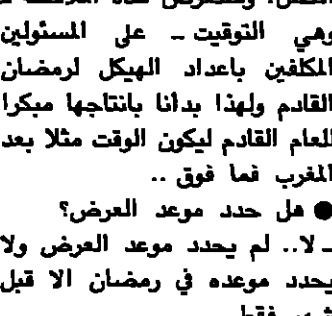 وهي التوقيت ـ على المسئولين
المكلفين باعداد الهيكل لرمضان
القادم ولهذا بدأنا بانتاجها مبكرا
للعام القادم ليكون الوقت مثلا بعد
المغرب فما فوق ..
● هل حدد موعد العرض؟
ـ لا.. لم يحدد موعد العرض ولا
يحدد موعده في رمضان الا قبل